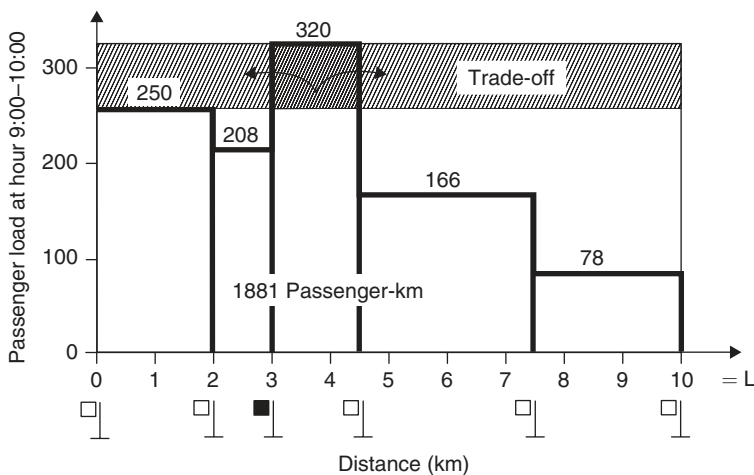 Passenger load at hour 9:00–10:00
320
300
250
Trade-off
208
200
166
100
78
1881 Passenger-km
0
0 1 2 3 4 5 6 7 8 9 10 = L
Distance (km)